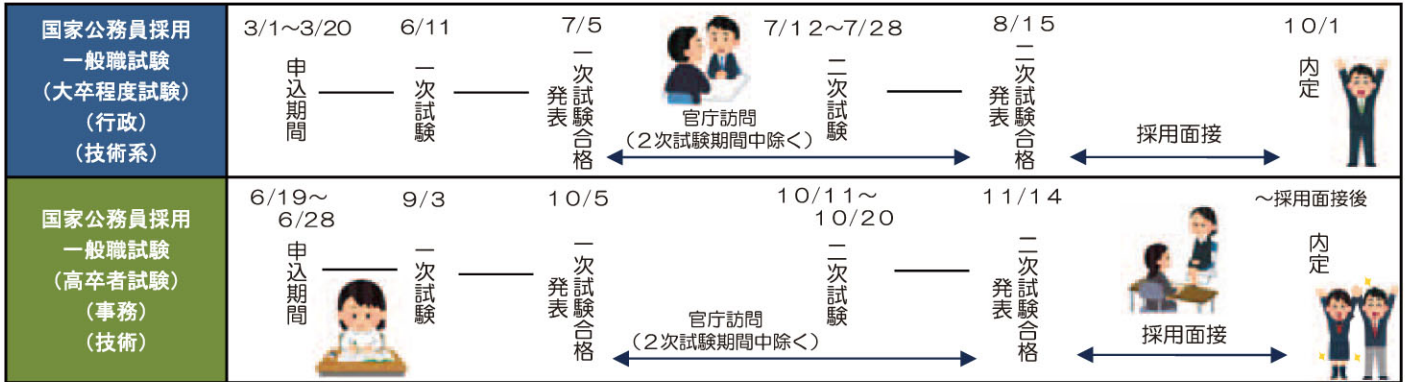 国家公務員採用
一般職試験
(大卒程度試験)
(行政)
(技術系)
3/1~3/20
申込期間
6/11
一次試験
7/5
一次試験合格
発表
官庁訪問
(2次試験期間中除く)
7/12~7/28
二次試験
8/15
二次試験合格
発表
採用面接
10/1
内定
国家公務員採用
一般職試験
(高卒者試験)
(事務)
(技術)
6/19~
6/28
申込期間
9/3
一次試験
10/5
一次試験合格
発表
官庁訪問
(2次試験期間中除く)
10/11~
10/20
二次試験
11/14
二次試験合格
発表
採用面接
~採用面接後
内定